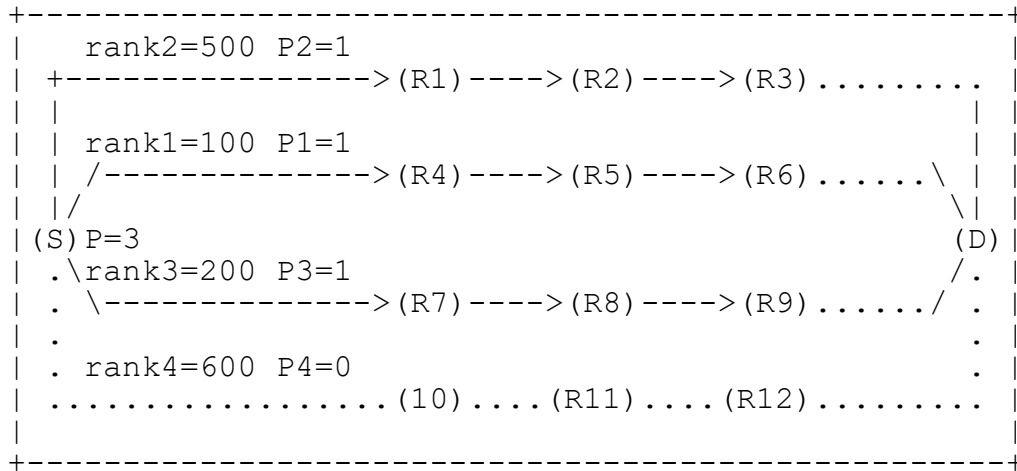 +---------------------------------------------------+
|   rank2=500 P2=1                                  |
| +---------------->(R1)---->(R2)---->(R3)......... |
| |                                               | |
| | rank1=100 P1=1                                | |
| | /-------------->(R4)---->(R5)---->(R6)......\ | |
| |/                                             \| |
|(S)P=3                                          (D)|
| .\rank3=200 P3=1                               /. |
| . \-------------->(R7)---->(R8)---->(R9)....../ . |
| .                                               . |
| . rank4=600 P4=0                                . |
| ..................(10)....(R11)....(R12)......... |
|                                                   |
+---------------------------------------------------+